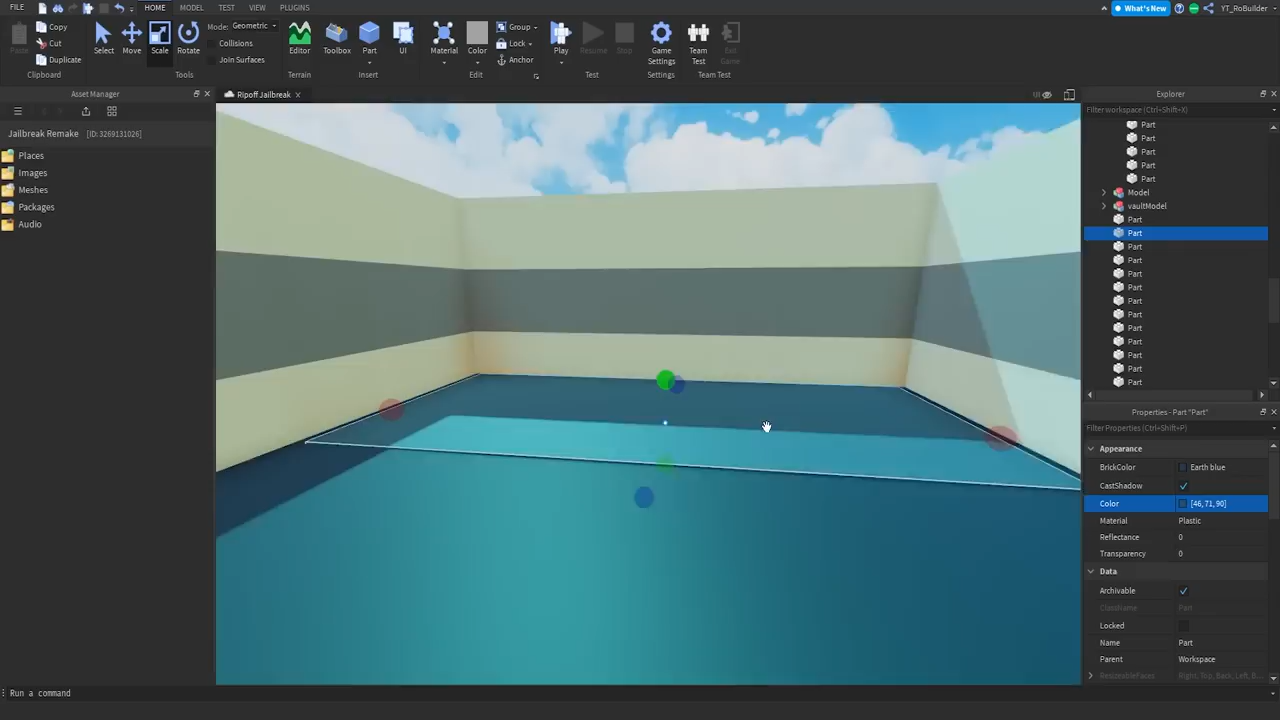 FILE HOME MODEL TEST VIEW PLUGINS What's New YT_RoBuilder
Paste Copy Cut Duplicate Select Move Scale Rotate Mode: Geometric Collisions Join Surfaces Editor Toolbox Part UI Material Color Group Lock Anchor Play Resume Stop Game Settings Team Test Exit Game
Clipboard Tools Terrain Insert Edit Test Settings Team Test
Asset Manager
Jailbreak Remake [ID: 3269131026]
Places
Images
Meshes
Packages
Audio
Ripoff Jailbreak
Explorer
Filter workspace (Ctrl+Shift+X)
Part
Part
Part
Part
Part
Model
vaultModel
Part
Part
Part
Part
Part
Part
Part
Part
Part
Part
Part
Part
Part
Properties - Part "Part"
Filter Properties (Ctrl+Shift+P)
Appearance
BrickColor Earth blue
CastShadow
Color [46, 71, 90]
Material Plastic
Reflectance 0
Transparency 0
Data
Archivable
ClassName Part
Locked
Name Part
Parent Workspace
ResizeableFaces Right, Top, Back, Left, B...
Run a command